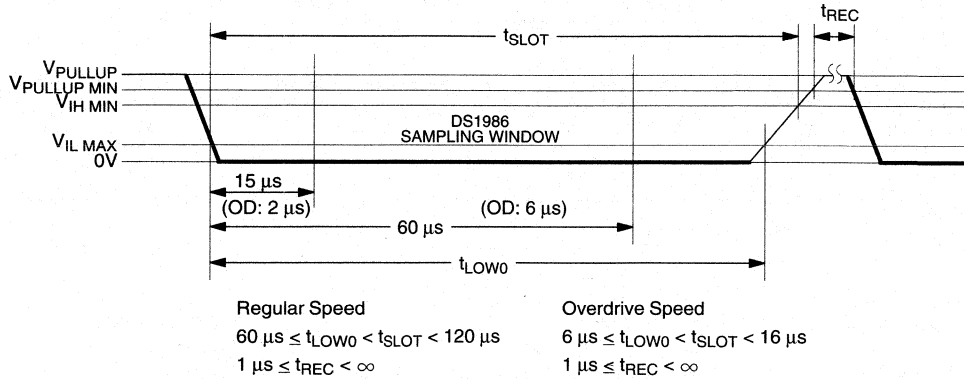 tREC
tSLOT
VPULLUP
VPULLUP MIN
VIH MIN
DS1986
SAMPLING WINDOW
VIL MAX
0V
15 µs
(OD: 2 µs)
(OD: 6 µs)
60 µs
tLOW0
Regular Speed
60 µs ≤ tLOW0 < tSLOT < 120 µs
1 µs ≤ tREC < ∞
Overdrive Speed
6 µs ≤ tLOW0 < tSLOT < 16 µs
1 µs ≤ tREC < ∞